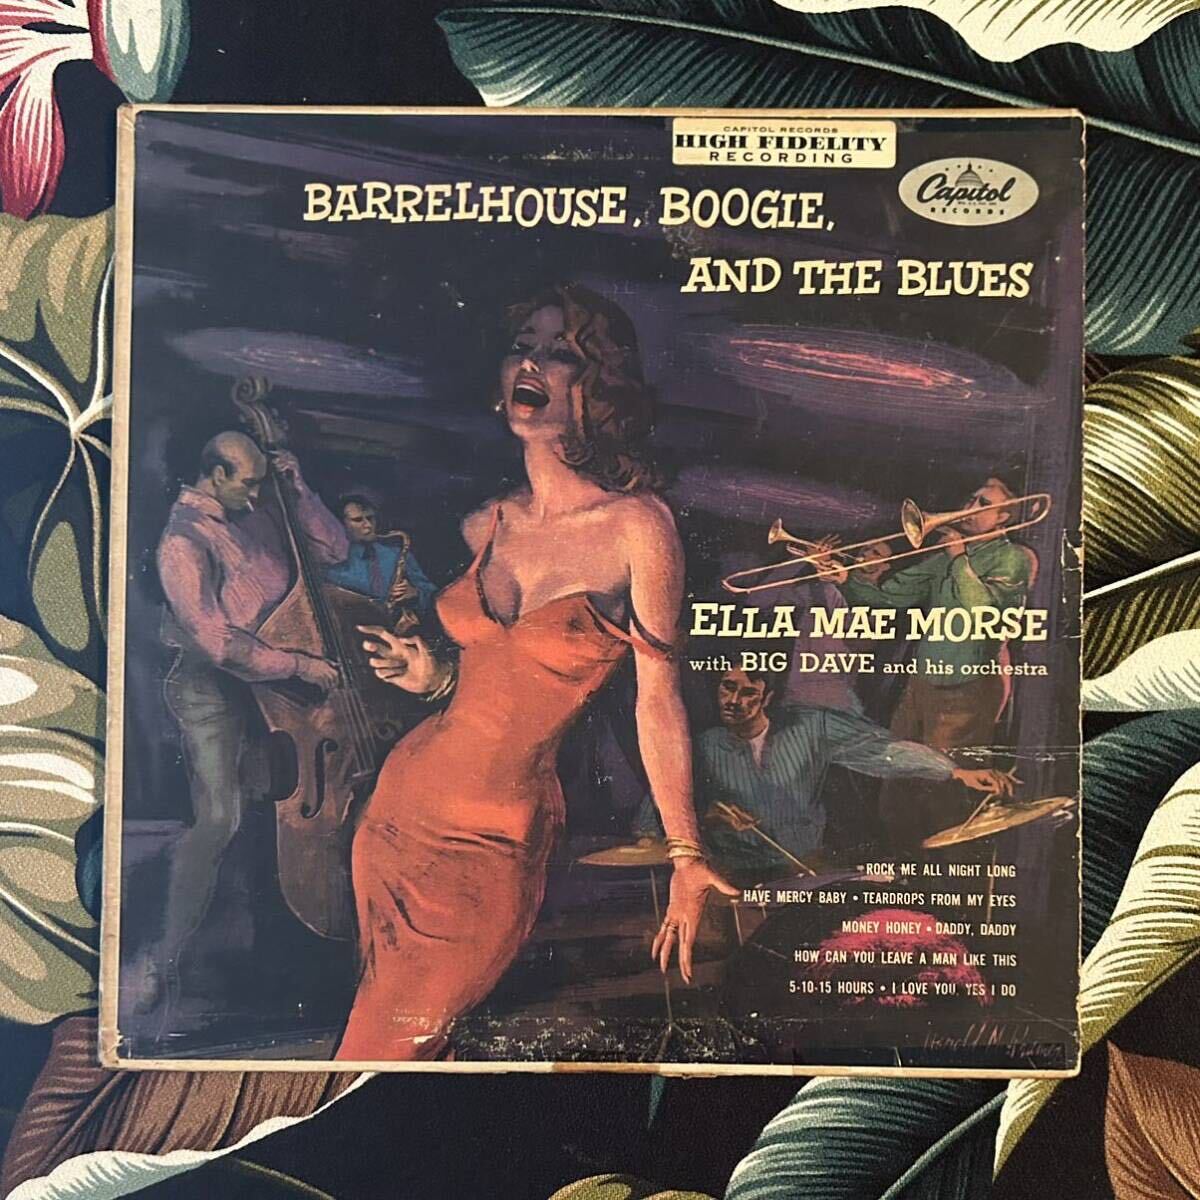 CAPITOL RECORDS
HIGH FIDELITY
RECORDING
Capitol
RECORDS
BARRELHOUSE, BOOGIE,
AND THE BLUES
ELLA MAE MORSE
with BIG DAVE and his orchestra
ROCK ME ALL NIGHT LONG
HAVE MERCY BABY • TEARDROPS FROM MY EYES
MONEY HONEY • DADDY, DADDY
HOW CAN YOU LEAVE A MAN LIKE THIS
5-10-15 HOURS • I LOVE YOU, YES I DO